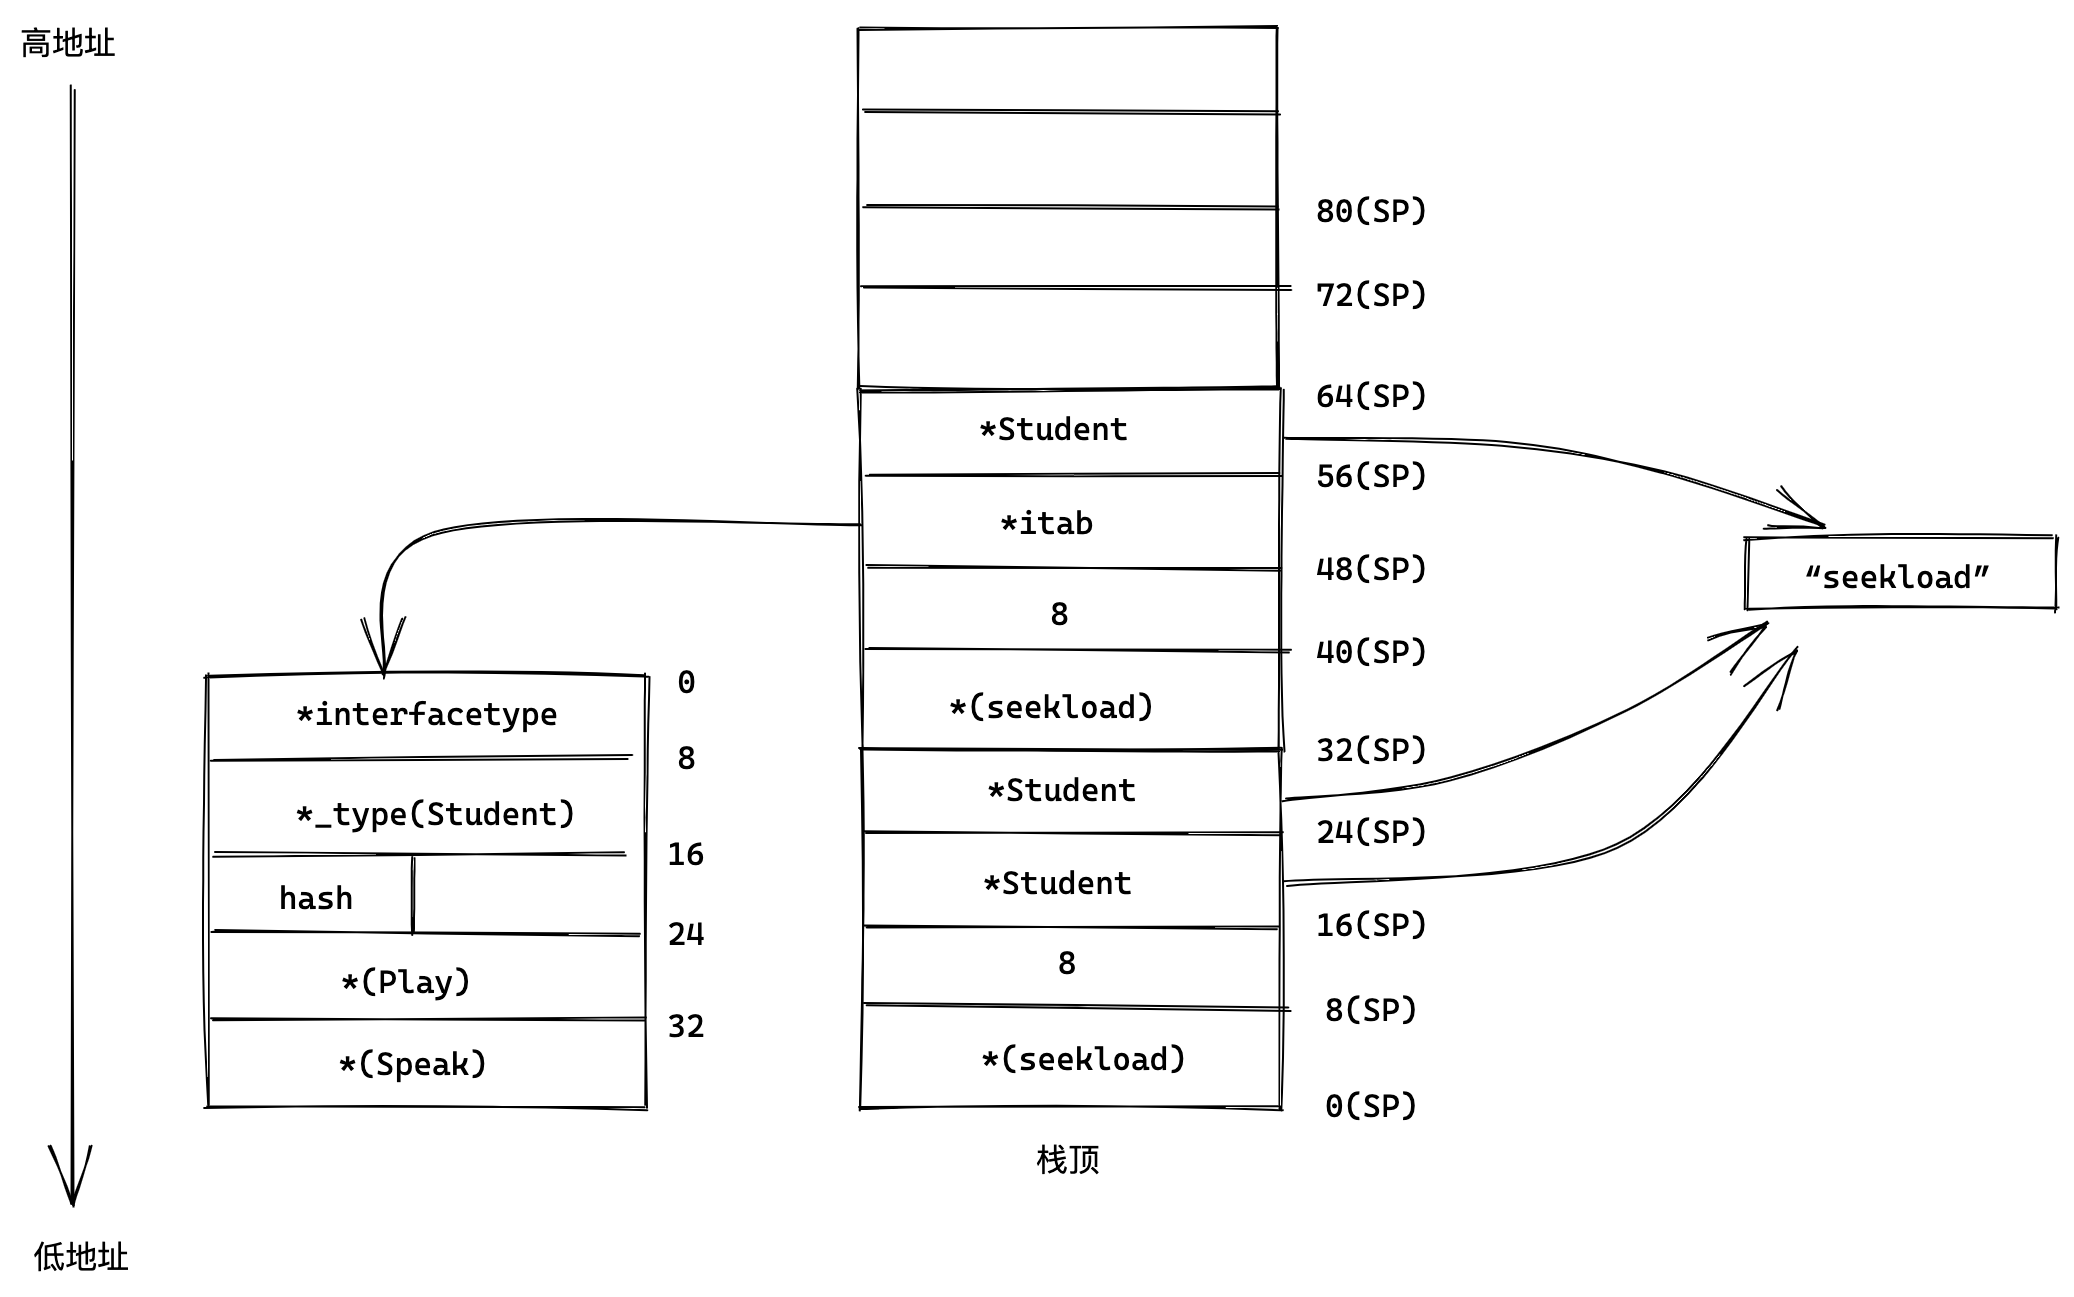 高地址
80(SP)
72(SP)
64(SP)
*Student
56(SP)
*itab
48(SP)
“seekload”
8
40(SP)
*(seekload)
32(SP)
*Student
24(SP)
*Student
16(SP)
8
8(SP)
*(seekload)
0(SP)
栈顶
0
*interfacetype
8
*_type(Student)
16
hash
24
*(Play)
32
*(Speak)
低地址